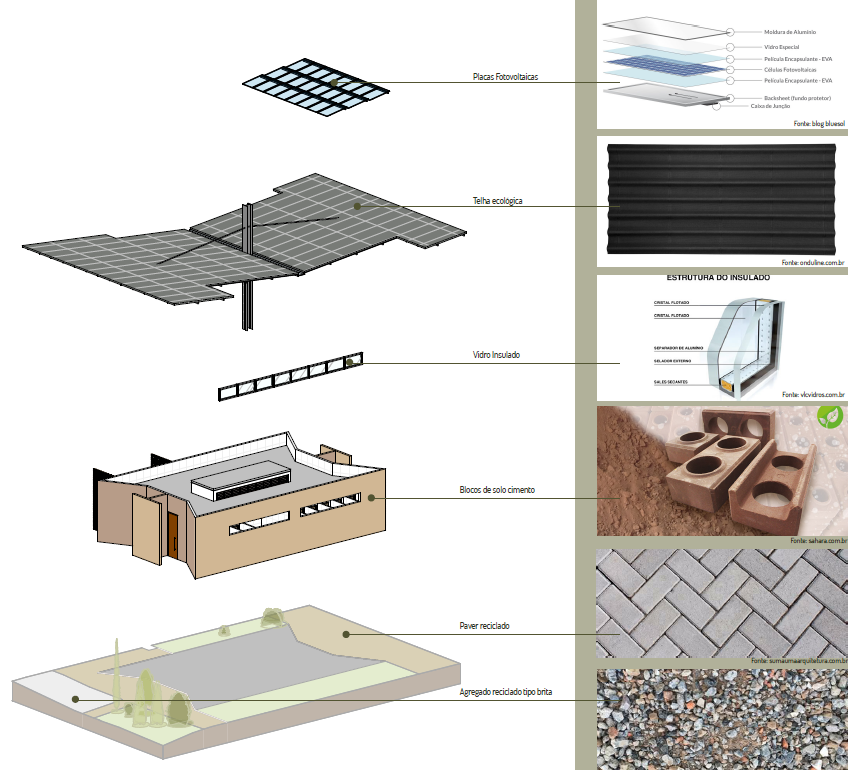 Placas Fotovoltaicas
Moldura de Alumínio
Vidro Especial
Película Encapsulante - EVA
Células Fotovoltaicas
Película Encapsulante - EVA
Backsheet (fundo protetor)
Caixa de Junção
Fonte: blog bluesol
Telha ecológica
Fonte: onduline.com.br
Vidro Insulado
ESTRUTURA DO INSULADO
CRISTAL FLOTADO
CRISTAL FLOTADO
SEPARADOR DE ALUMÍNIO
SELADOR EXTERNO
SALES SECANTES
Fonte: vlcvidros.com.br
Blocos de solo cimento
Fonte: sahara.com.br
Paver reciclado
Fonte: sumaumaarquitetura.com.br
Agregado reciclado tipo brita